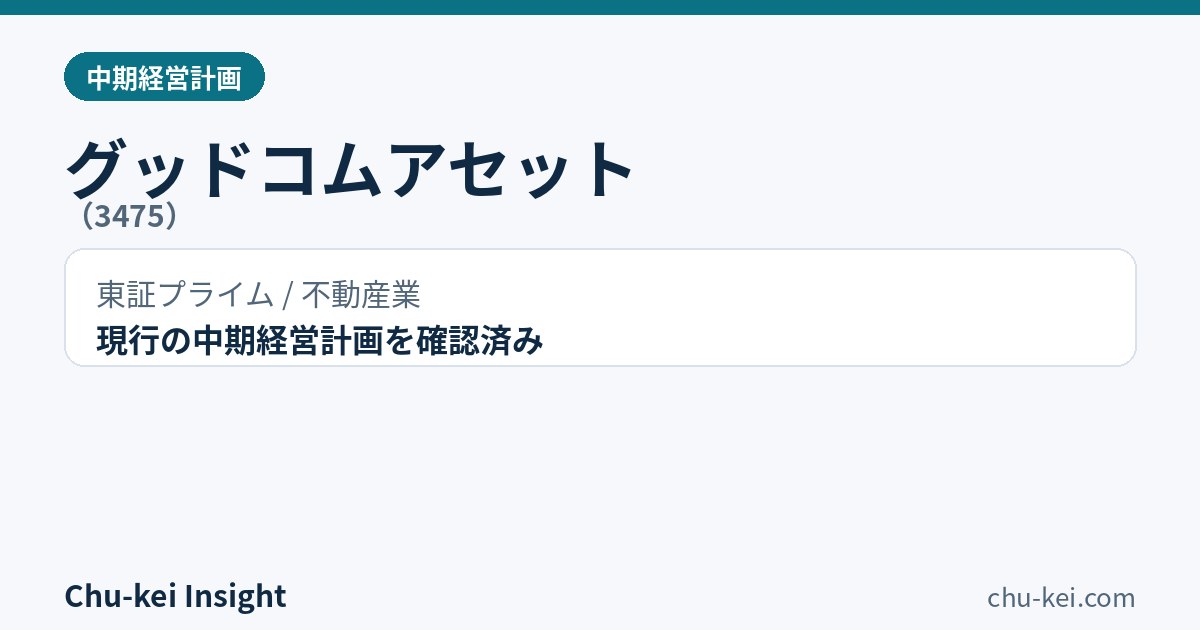 中期経営計画
グッドコムアセット
（3475）
東証プライム / 不動産業
現行の中期経営計画を確認済み
Chu-kei Insight
chu-kei.com